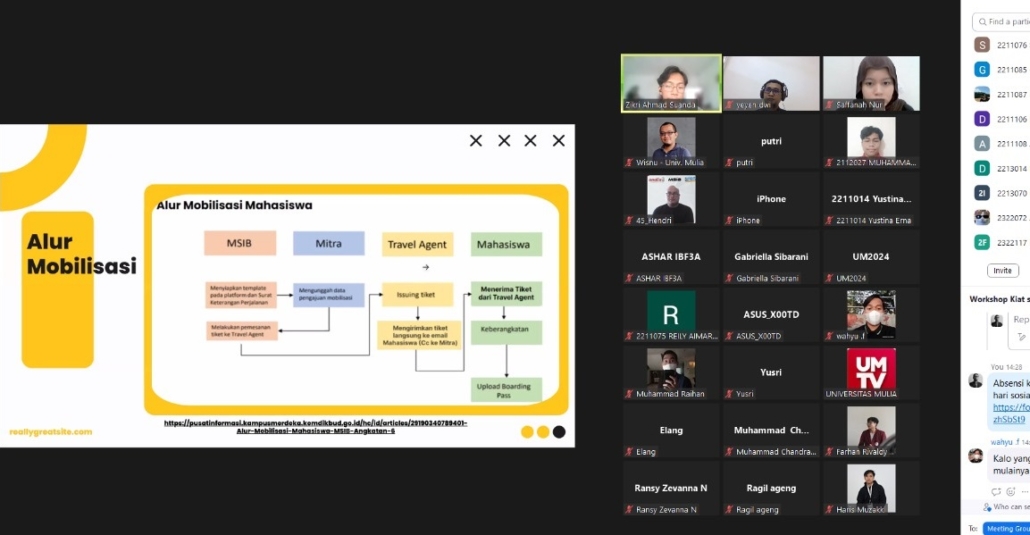 Alur
Mobilisasi
Alur Mobilisasi Mahasiswa
MSIB
Mitra
Travel Agent
Mahasiswa
Menyiapkan template
pada platform dan Surat
Keterangan Perjalanan
Mengunggah data
pengajuan mobilisasi
Issuing tiket
Menerima Tiket
dari Travel Agent
Melakukan pemesanan
tiket ke Travel Agent
Mengirimkan tiket
langsung ke email
Mahasiswa (Cc ke Mitra)
Keberangkatan
Upload Boarding
Pass
reallygreatsite.com
https://pusatinformasi.kampusmerdeka.kemdikbud.go.id/hc/id/articles/29190340789401-
Alur-Mobilisasi-Mahasiswa-MSIB-Angkatan-6
Zikri Ahmad Suanda
yeyen dwi
Saffanah Nur
Wisnu - Univ. Mulia
putri
putri
2112027 MUHAMMA...
45_Hendri
iPhone
iPhone
2211014 Yustina...
2211014 Yustina Erna
ASHAR IBF3A
ASHAR IBF3A
Gabriella Sibarani
Gabriella Sibarani
UM2024
UM2024
R
2211075 REILY AIMAR...
ASUS_X00TD
ASUS_X00TD
wahyu .f
Muhammad Raihan
Yusri
Yusri
UM
TV
UNIVERSITAS MULIA
Elang
Elang
Muhammad Ch...
Muhammad Chandra...
Farhan Rivaldy
Ransy Zevanna N
Ransy Zevanna N
Ragil ageng
Ragil ageng
Haris Muzakki
Find a parti
S 2211076
G 2211085
2211087
D 2211106
A 2211108
D 2213014
2I 2213070
2322072
2F 2322117
Invite
Workshop Kiat s
Rep
You 14:28
Absensi k
hari sosia
https://fo
zhSbSt9
wahyu .f 14:
Kalo yang
mulainya
Who can se
To: Meeting Grou